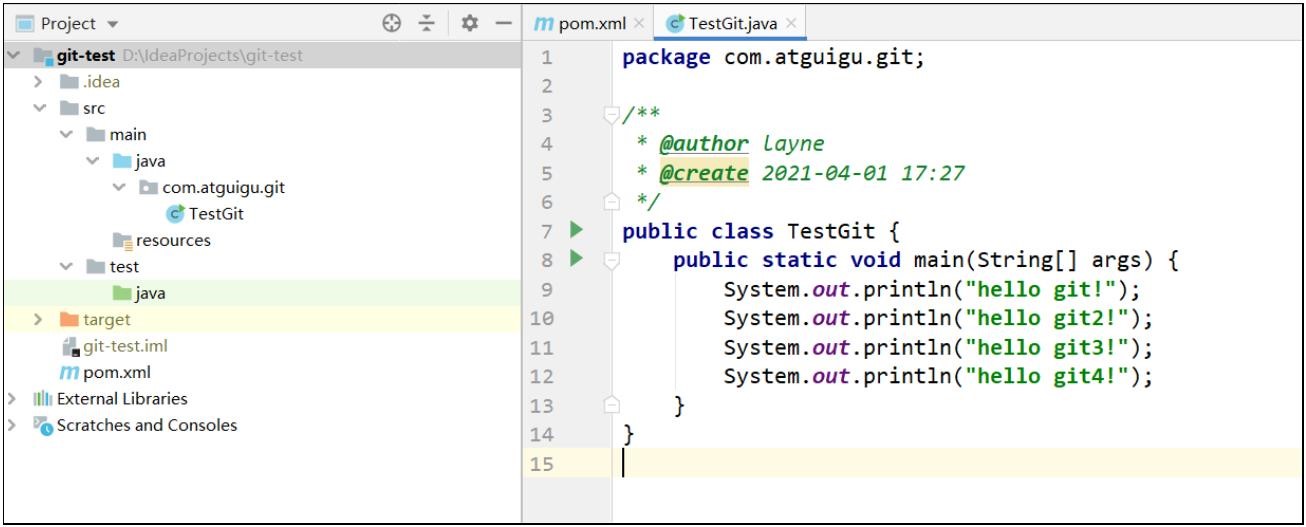 Project
git-test D:\IdeaProjects\git-test
.idea
src
main
java
com.atguigu.git
TestGit
resources
test
java
target
git-test.iml
pom.xml
External Libraries
Scratches and Consoles
pom.xml
TestGit.java
1 package com.atguigu.git;
2
3 /**
4 * @author layne
5 * @create 2021-04-01 17:27
6 */
7 public class TestGit {
8 public static void main(String[] args) {
9 System.out.println("hello git!");
10 System.out.println("hello git2!");
11 System.out.println("hello git3!");
12 System.out.println("hello git4!");
13 }
14 }
15